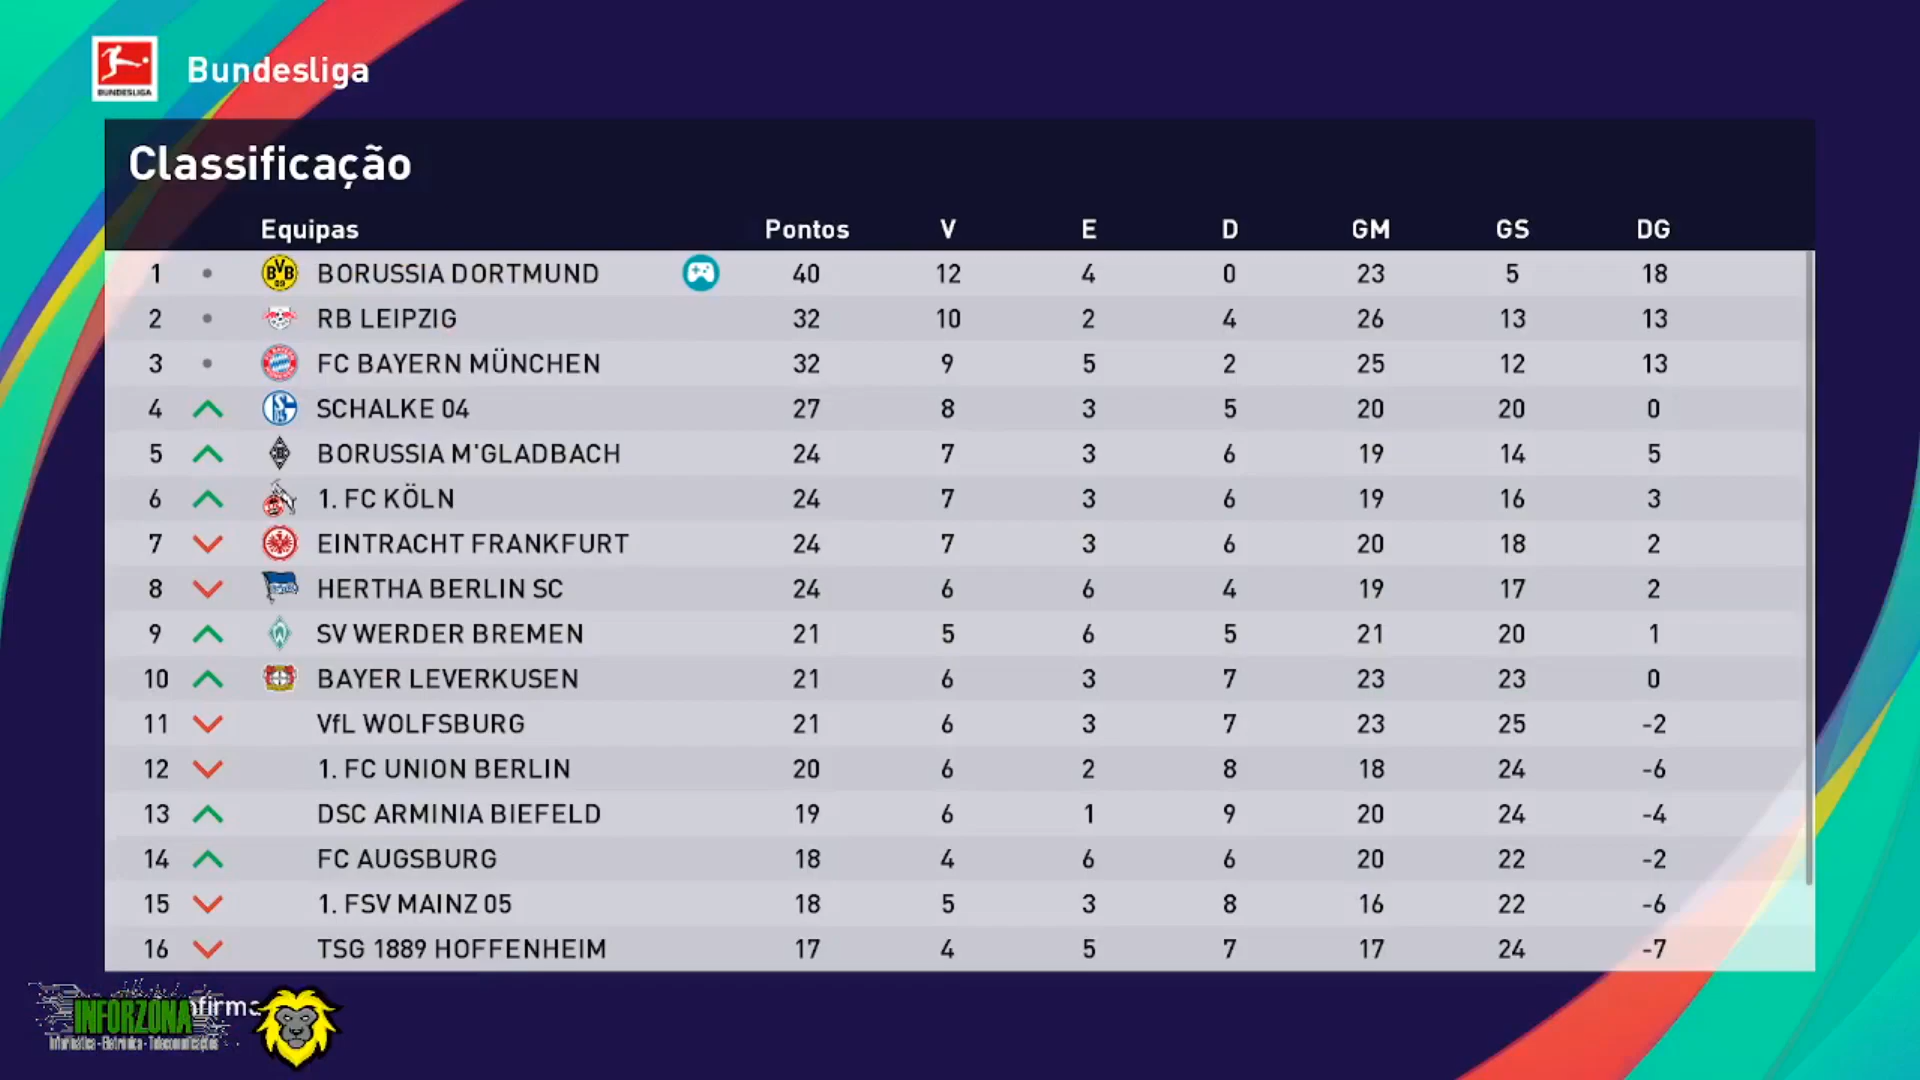 BUNDESLIGA
Bundesliga
Classificação
Equipas Pontos V E D GM GS DG
1 BORUSSIA DORTMUND 40 12 4 0 23 5 18
2 RB LEIPZIG 32 10 2 4 26 13 13
3 FC BAYERN MÜNCHEN 32 9 5 2 25 12 13
4 SCHALKE 04 27 8 3 5 20 20 0
5 BORUSSIA M'GLADBACH 24 7 3 6 19 14 5
6 1. FC KÖLN 24 7 3 6 19 16 3
7 EINTRACHT FRANKFURT 24 7 3 6 20 18 2
8 HERTHA BERLIN SC 24 6 6 4 19 17 2
9 SV WERDER BREMEN 21 5 6 5 21 20 1
10 BAYER LEVERKUSEN 21 6 3 7 23 23 0
11 VfL WOLFSBURG 21 6 3 7 23 25 -2
12 1. FC UNION BERLIN 20 6 2 8 18 24 -6
13 DSC ARMINIA BIEFELD 19 6 1 9 20 24 -4
14 FC AUGSBURG 18 4 6 6 20 22 -2
15 1. FSV MAINZ 05 18 5 3 8 16 22 -6
16 TSG 1889 HOFFENHEIM 17 4 5 7 17 24 -7
INFORZONA
Informática - Eletrónica - Telecomunicações